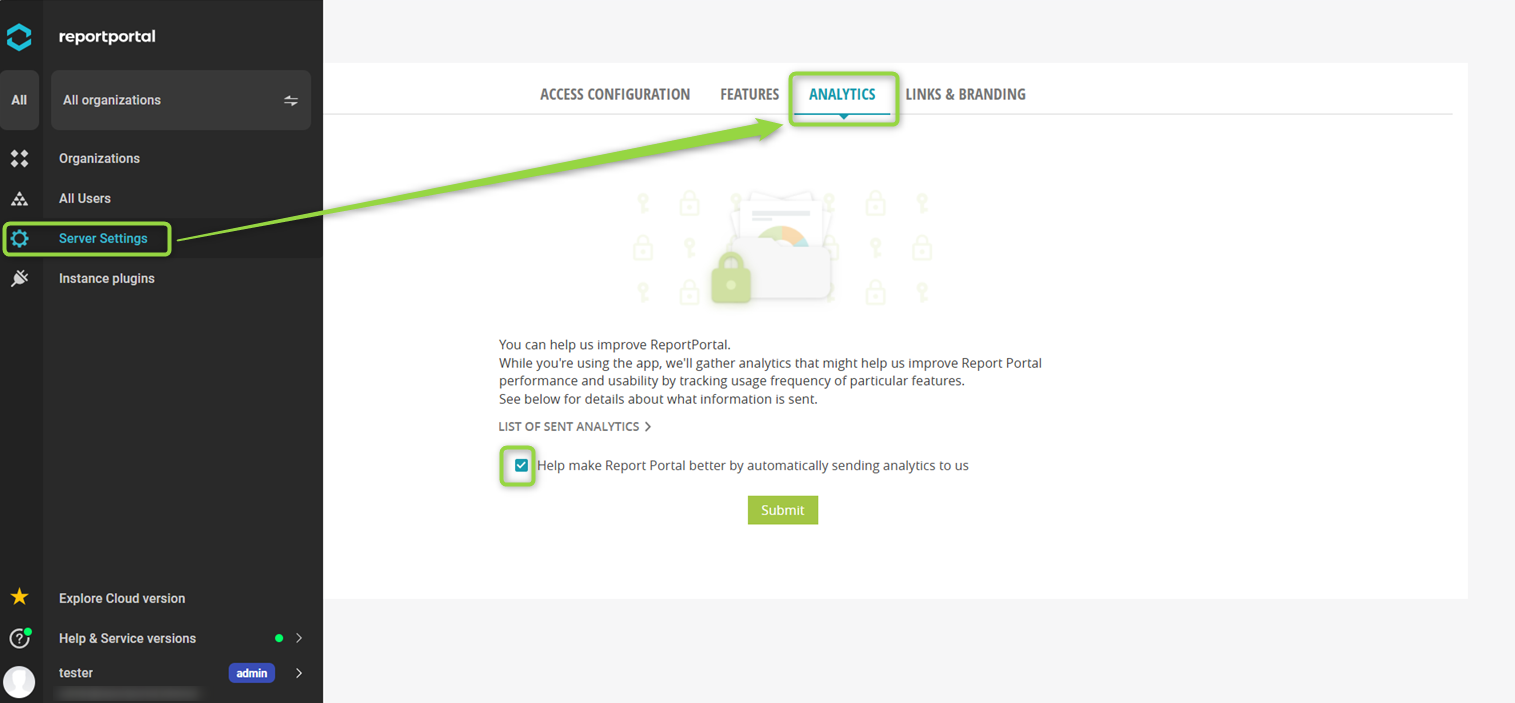 reportportal
All
All organizations
Organizations
All Users
Server Settings
Instance plugins
Explore Cloud version
Help & Service versions
tester
admin
ACCESS CONFIGURATION
FEATURES
ANALYTICS
LINKS & BRANDING
You can help us improve ReportPortal.
While you're using the app, we'll gather analytics that might help us improve Report Portal
performance and usability by tracking usage frequency of particular features.
See below for details about what information is sent.
LIST OF SENT ANALYTICS
Help make Report Portal better by automatically sending analytics to us
Submit